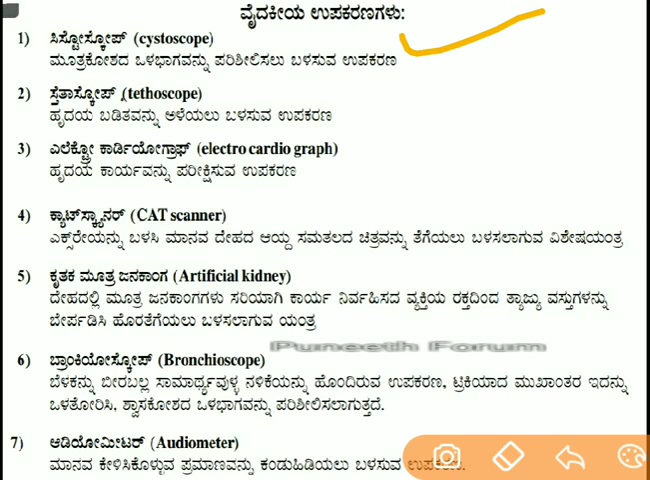 ವೈದಕೀಯ ಉಪಕರಣಗಳು:
1) ಸಿಸ್ಟೋಸ್ಕೋಪ್ (cystoscope)
ಮೂತ್ರಕೋಶದ ಒಳಭಾಗವನ್ನು ಪರಿಶೀಲಿಸಲು ಬಳಸುವ ಉಪಕರಣ
2) ಸ್ತೆತಾಸ್ಕೋಪ್ (tethoscope)
ಹೃದಯ ಬಡಿತವನ್ನು ಅಳೆಯಲು ಬಳಸುವ ಉಪಕರಣ
3) ಎಲೆಕ್ಟ್ರೋ ಕಾರ್ಡಿಯೋಗ್ರಾಫ್ (electro cardio graph)
ಹೃದಯ ಕಾರ್ಯವನ್ನು ಪರೀಕ್ಷಿಸುವ ಉಪಕರಣ
4) ಕ್ಯಾಟ್‌ಸ್ಕ್ಯಾನರ್ (CAT scanner)
ಎಕ್ಸ್‌ರೇಯನ್ನು ಬಳಸಿ ಮಾನವ ದೇಹದ ಆಯ್ದ ಸಮತಲದ ಚಿತ್ರವನ್ನು ತೆಗೆಯಲು ಬಳಸಲಾಗುವ ವಿಶೇಷಯಂತ್ರ
5) ಕೃತಕ ಮೂತ್ರ ಜನಕಾಂಗ (Artificial kidney)
ದೇಹದಲ್ಲಿ ಮೂತ್ರ ಜನಕಾಂಗಗಳು ಸರಿಯಾಗಿ ಕಾರ್ಯ ನಿರ್ವಹಿಸದ ವ್ಯಕ್ತಿಯ ರಕ್ತದಿಂದ ತ್ಯಾಜ್ಯ ವಸ್ತುಗಳನ್ನು
ಬೇರ್ಪಡಿಸಿ ಹೊರತೆಗೆಯಲು ಬಳಸಲಾಗುವ ಯಂತ್ರ
Puneeth Forum
6) ಬ್ರಾಂಕಿಯೋಸ್ಕೋಪ್ (Bronchioscope)
ಬೆಳಕನ್ನು ಬೀರಬಲ್ಲ ಸಾಮರ್ಥ್ಯವುಳ್ಳ ನಳಿಕೆಯನ್ನು ಹೊಂದಿರುವ ಉಪಕರಣ, ಟ್ರಿಕಿಯಾದ ಮುಖಾಂತರ ಇದನ್ನು
ಒಳತೋರಿಸಿ, ಶ್ವಾಸಕೋಶದ ಒಳಭಾಗವನ್ನು ಪರಿಶೀಲಿಸಲಾಗುತ್ತದೆ.
7) ಆಡಿಯೋಮೀಟರ್ (Audiometer)
ಮಾನವ ಕೇಳಿಸಿಕೊಳ್ಳುವ ಪ್ರಮಾಣವನ್ನು ಕಂಡುಹಿಡಿಯಲು ಬಳಸುವ ಉಪಕರಣ.